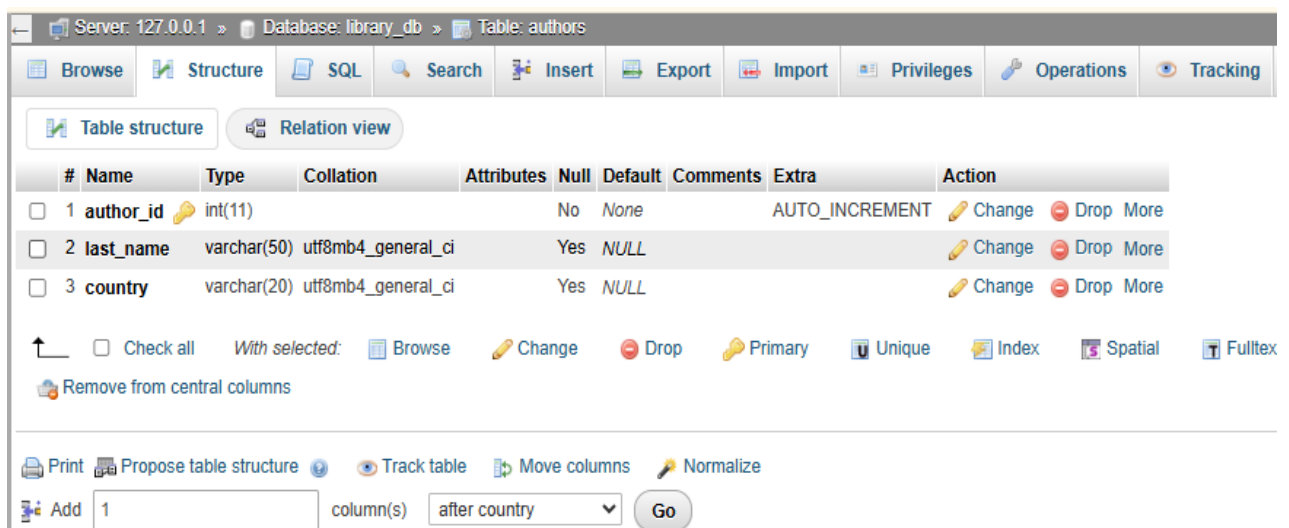 Server: 127.0.0.1 » Database: library_db » Table: authors
Browse Structure SQL Search Insert Export Import Privileges Operations Tracking
Table structure Relation view
# Name Type Collation Attributes Null Default Comments Extra Action
1 author_id int(11) No None AUTO_INCREMENT Change Drop More
2 last_name varchar(50) utf8mb4_general_ci Yes NULL Change Drop More
3 country varchar(20) utf8mb4_general_ci Yes NULL Change Drop More
Check all With selected: Browse Change Drop Primary Unique Index Spatial Fulltex
Remove from central columns
Print Propose table structure Track table Move columns Normalize
Add 1 column(s) after country Go